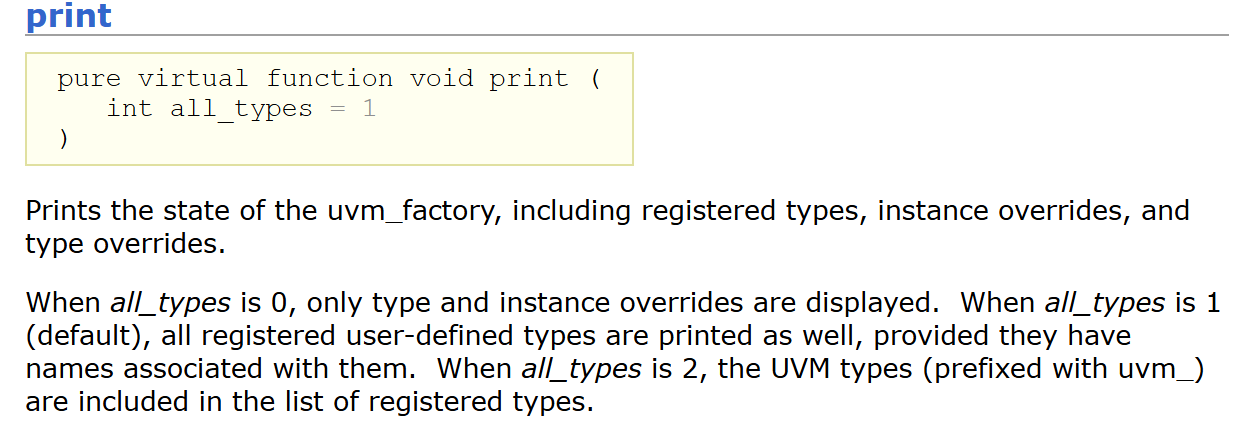 print
pure virtual function void print (
int all_types = 1
)
Prints the state of the uvm_factory, including registered types, instance overrides, and
type overrides.
When all_types is 0, only type and instance overrides are displayed.  When all_types is 1
(default), all registered user-defined types are printed as well, provided they have
names associated with them.  When all_types is 2, the UVM types (prefixed with uvm_)
are included in the list of registered types.